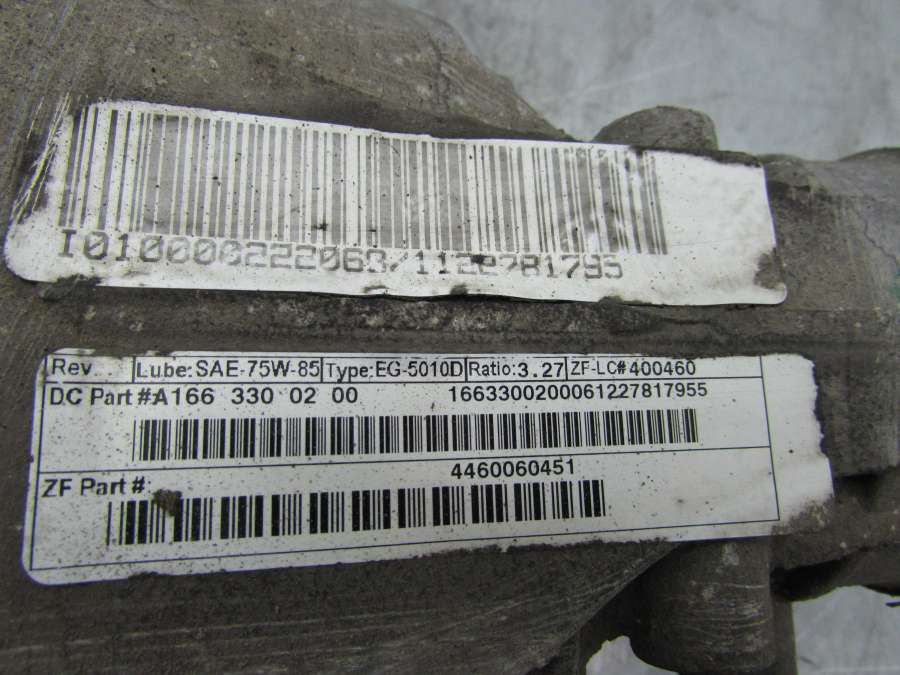 I0100000222063/1122781795
Rev. Lube:SAE-75W-85 Type:EG-5010D Ratio:3.27 ZF-LC#400460
DC Part #A166 330 02 00 1663300200061227817955
4460060451
ZF Part #: